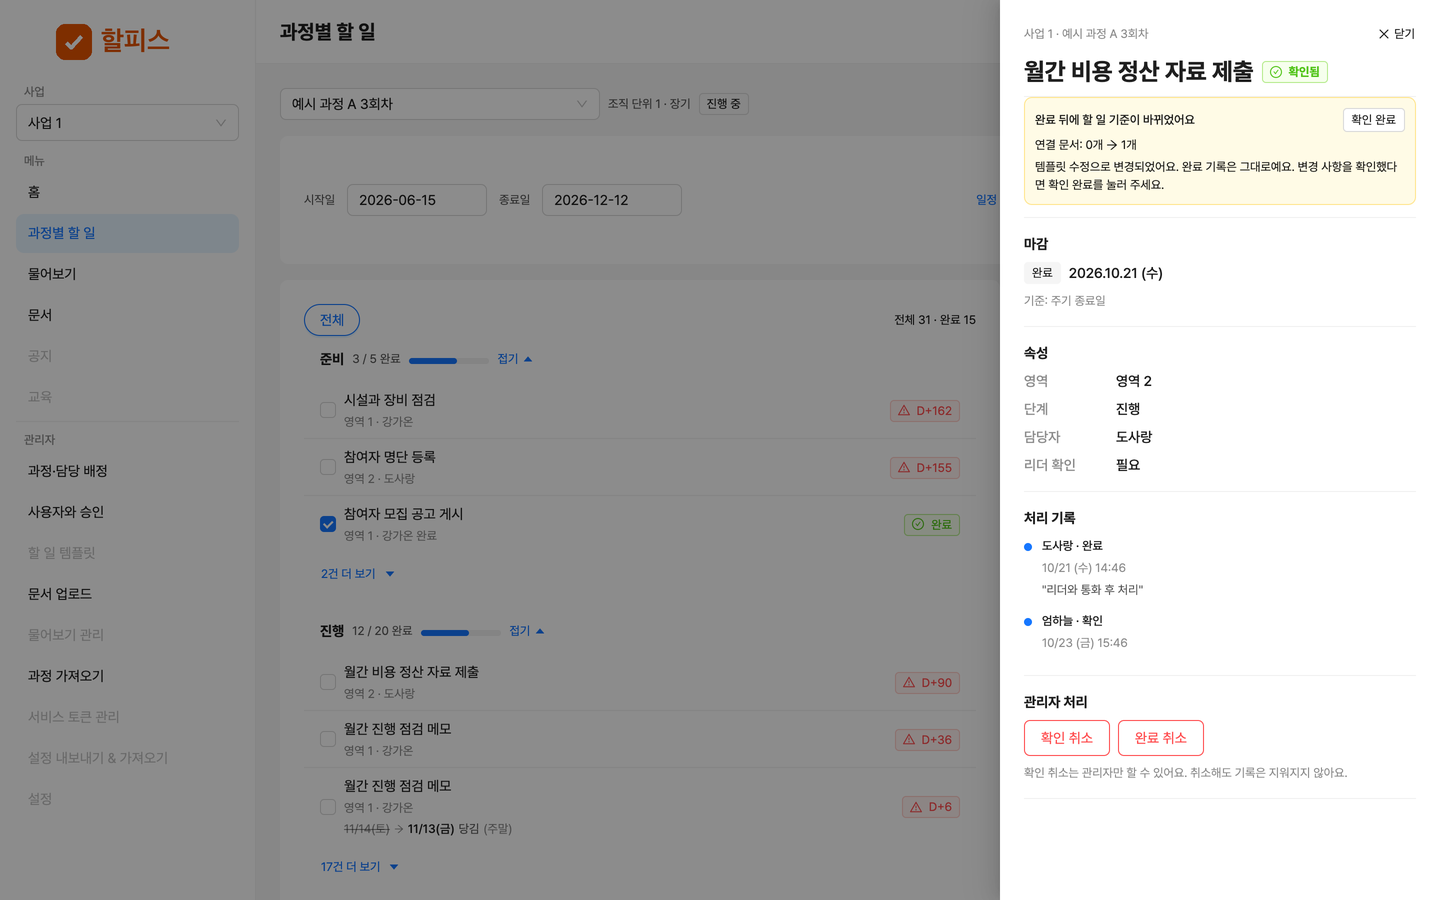 할피스
사업
사업 1
메뉴
홈
과정별 할 일
물어보기
문서
공지
교육
관리자
과정·담당 배정
사용자와 승인
할 일 템플릿
문서 업로드
물어보기 관리
과정 가져오기
서비스 토큰 관리
설정 내보내기 & 가져오기
설정
과정별 할 일
예시 과정 A 3회차
조직 단위 1 · 장기
진행 중
시작일
2026-06-15
종료일
2026-12-12
일정
전체
전체 31 · 완료 15
준비 3 / 5 완료 접기
시설과 장비 점검
영역 1 · 강가온
D+162
참여자 명단 등록
영역 2 · 도사랑
D+155
참여자 모집 공고 게시
영역 1 · 강가온 완료
완료
2건 더 보기
진행 12 / 20 완료 접기
월간 비용 정산 자료 제출
영역 2 · 도사랑
D+90
월간 진행 점검 메모
영역 1 · 강가온
D+36
월간 진행 점검 메모
영역 1 · 강가온
11/14(토) → 11/13(금) 당김 (주말)
D+6
17건 더 보기
사업 1 · 예시 과정 A 3회차
닫기
월간 비용 정산 자료 제출 확인됨
완료 뒤에 할 일 기준이 바뀌었어요
확인 완료
연결 문서: 0개 → 1개
템플릿 수정으로 변경되었어요. 완료 기록은 그대로예요. 변경 사항을 확인했다
면 확인 완료를 눌러 주세요.
마감
완료 2026.10.21 (수)
기준: 주기 종료일
속성
영역 영역 2
단계 진행
담당자 도사랑
리더 확인 필요
처리 기록
도사랑 · 완료
10/21 (수) 14:46
"리더와 통화 후 처리"
엄하늘 · 확인
10/23 (금) 15:46
관리자 처리
확인 취소
완료 취소
확인 취소는 관리자만 할 수 있어요. 취소해도 기록은 지워지지 않아요.